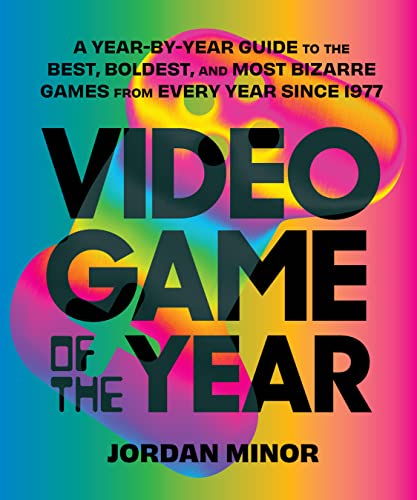 A YEAR-BY-YEAR GUIDE TO THE
BEST, BOLDEST, AND MOST BIZARRE
GAMES FROM EVERY YEAR SINCE 1977
VIDEO
GAME
OF THE YEAR
JORDAN MINOR